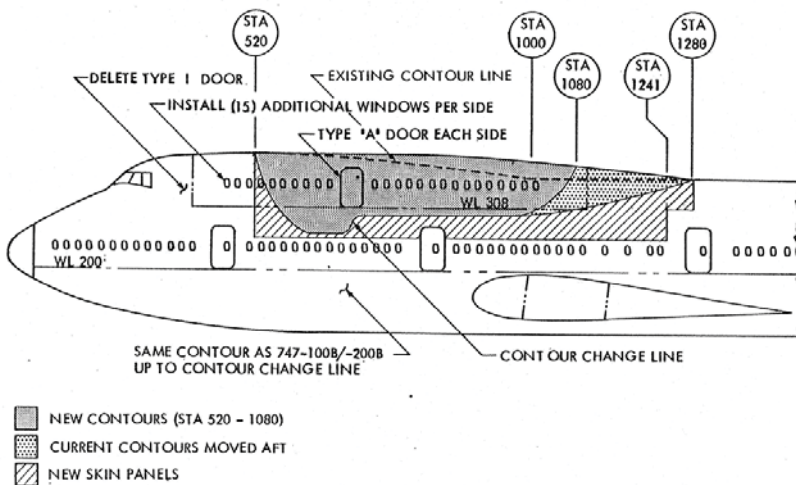 STA
520
STA
1000
STA
1080
STA
1241
STA
1280
DELETE TYPE I DOOR
EXISTING CONTOUR LINE
INSTALL (15) ADDITIONAL WINDOWS PER SIDE
TYPE "A" DOOR EACH SIDE
WL 308
WL 200
SAME CONTOUR AS 747-100B/-200B
UP TO CONTOUR CHANGE LINE
CONTOUR CHANGE LINE
NEW CONTOURS (STA 520 - 1080)
CURRENT CONTOURS MOVED AFT
NEW SKIN PANELS